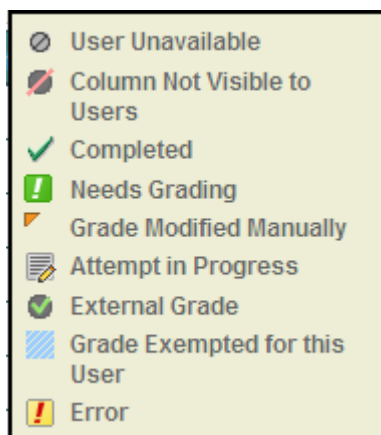 User Unavailable
Column Not Visible to
Users
Completed
Needs Grading
Grade Modified Manually
Attempt in Progress
External Grade
Grade Exempted for this
User
Error